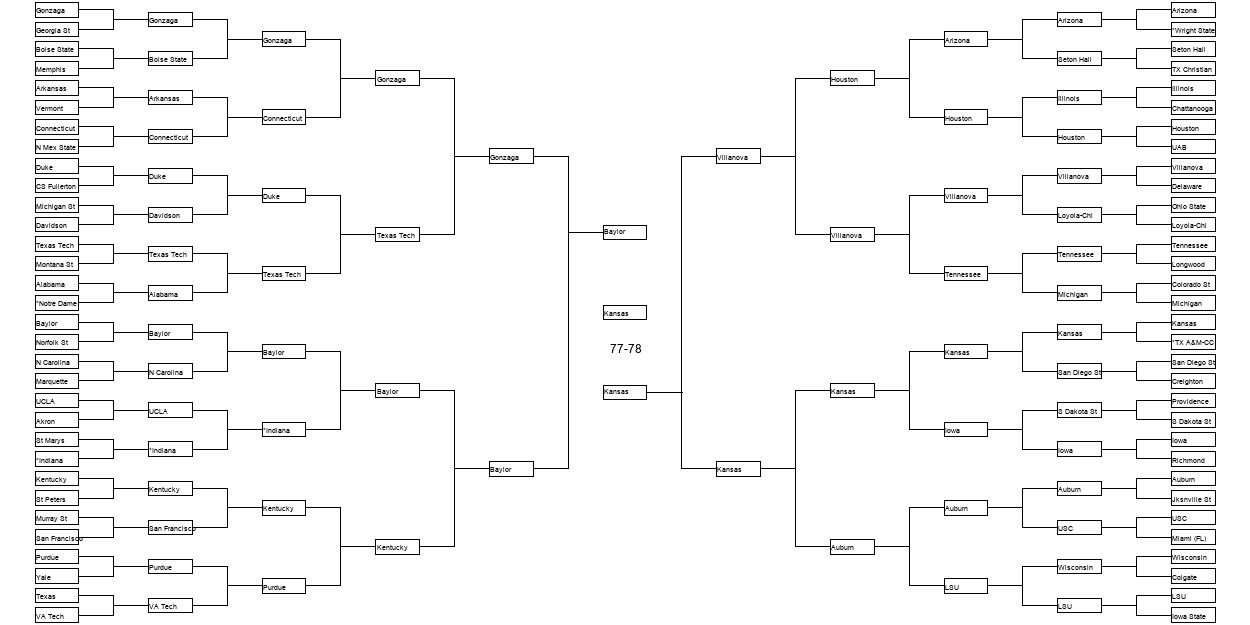 Gonzaga
Georgia St
Boise State
Memphis
Arkansas
Vermont
Connecticut
N Mex State
Duke
CS Fullerton
Michigan St
Davidson
Texas Tech
Montana St
Alabama
*Notre Dame
Baylor
Norfolk St
N Carolina
Marquette
UCLA
Akron
St Marys
*Indiana
Kentucky
St Peters
Murray St
San Francisco
Purdue
Yale
Texas
VA Tech
Gonzaga
Boise State
Arkansas
Connecticut
Duke
Davidson
Texas Tech
Alabama
Baylor
N Carolina
UCLA
*Indiana
Kentucky
San Francisco
Purdue
VA Tech
Gonzaga
Connecticut
Duke
Texas Tech
Baylor
*Indiana
Kentucky
Purdue
Gonzaga
Texas Tech
Baylor
Kentucky
Gonzaga
Baylor
Baylor
Kansas
77-78
Kansas
Villanova
Kansas
Houston
Villanova
Kansas
Auburn
Arizona
Houston
Villanova
Tennessee
Kansas
Iowa
Auburn
LSU
Arizona
Seton Hall
Illinois
Houston
Villanova
Loyola-Chi
Tennessee
Michigan
Kansas
San Diego St
S Dakota St
Iowa
Auburn
USC
Wisconsin
LSU
Arizona
*Wright State
Seton Hall
TX Christian
Illinois
Chattanooga
Houston
UAB
Villanova
Delaware
Ohio State
Loyola-Chi
Tennessee
Longwood
Colorado St
Michigan
Kansas
*TX A&M-CC
San Diego St
Creighton
Providence
S Dakota St
Iowa
Richmond
Auburn
Jksnville St
USC
Miami (FL)
Wisconsin
Colgate
LSU
Iowa State